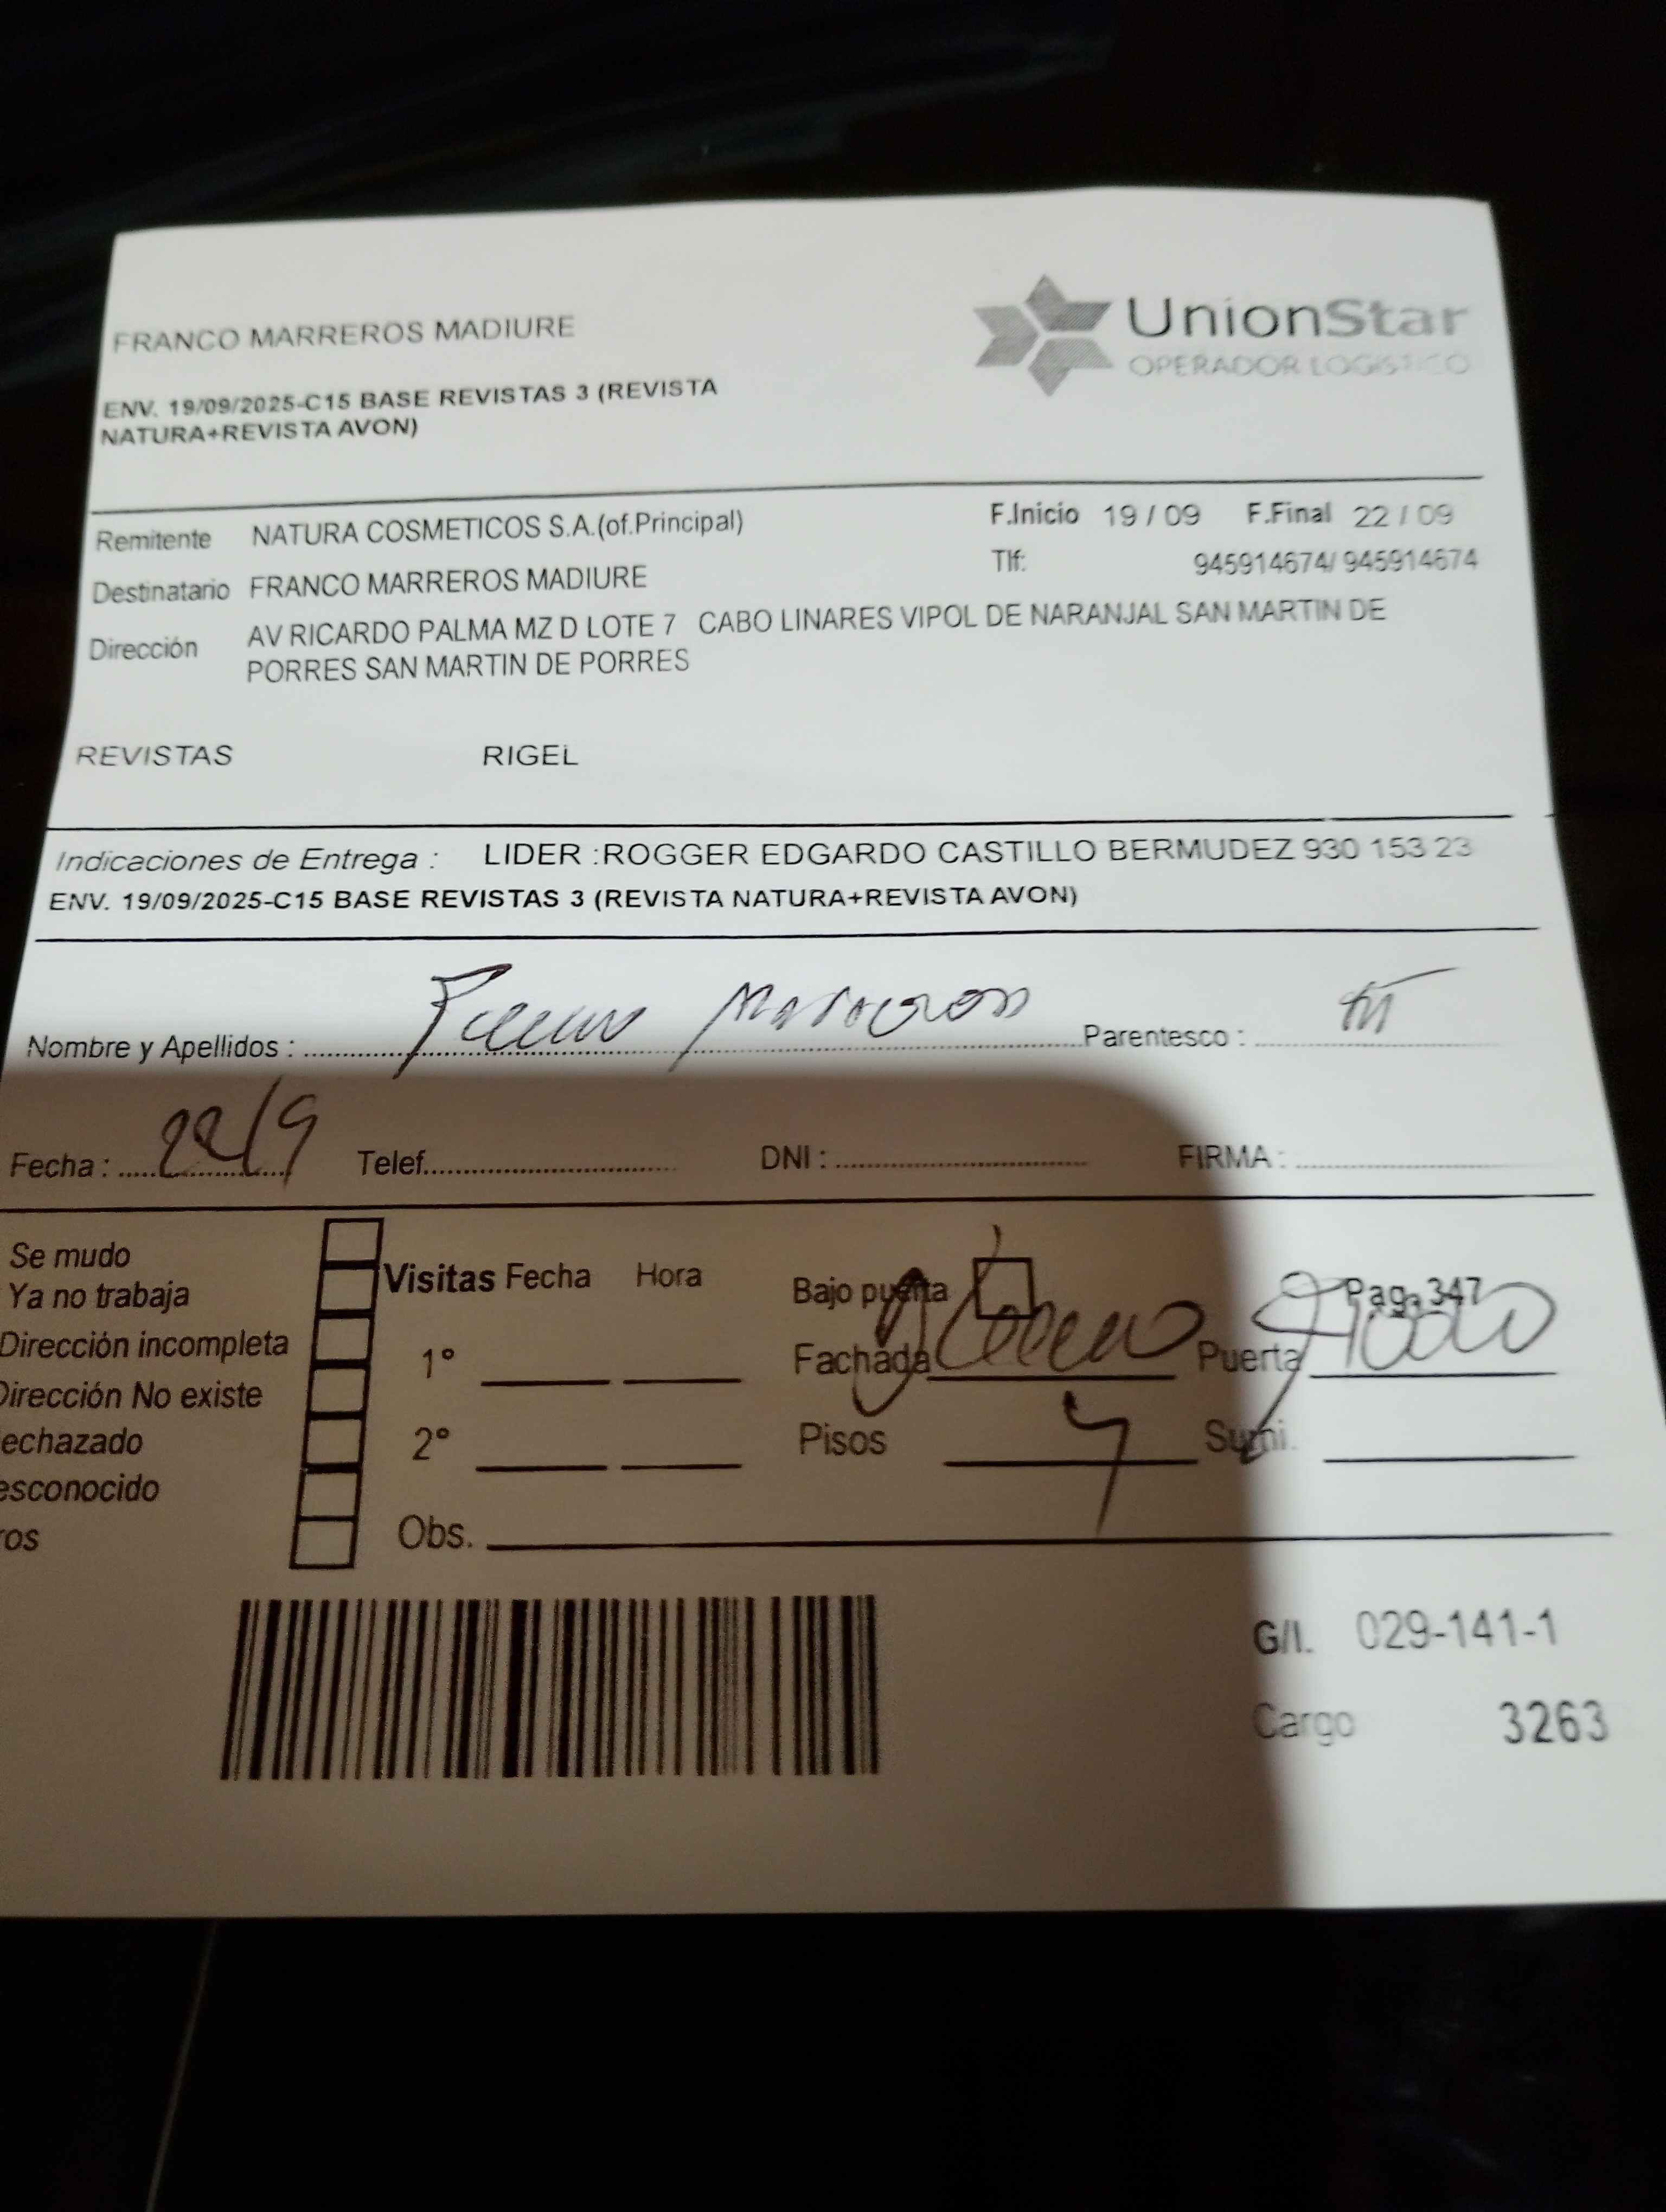 FRANCO MARREROS MADIURE
UnionStar
OPERADOR LOGISTICO
ENV. 19/09/2025-C15 BASE REVISTAS 3 (REVISTA
NATURA+REVISTA AVON)
Remitente NATURA COSMETICOS S.A.(of.Principal) F.Inicio 19 / 09 F.Final 22 / 09
Destinatario FRANCO MARREROS MADIURE Tlf: 945914674/ 945914674
Dirección AV RICARDO PALMA MZ D LOTE 7 CABO LINARES VIPOL DE NARANJAL SAN MARTIN DE
PORRES SAN MARTIN DE PORRES
REVISTAS RIGEL
Indicaciones de Entrega : LIDER :ROGGER EDGARDO CASTILLO BERMUDEZ 930 153 23
ENV. 19/09/2025-C15 BASE REVISTAS 3 (REVISTA NATURA+REVISTA AVON)
Nombre y Apellidos : Marreros Parentesco :
Fecha : 22/9 Telef. DNI : FIRMA :
Se mudo
Ya no trabaja
Dirección incompleta
Dirección No existe
echazado
esconocido
ros
Visitas Fecha Hora
1°
2°
Obs.
Bajo puerta Pag. 347
Fachada Puerta
Pisos 4 Sumi.
G/I. 029-141-1
Cargo 3263